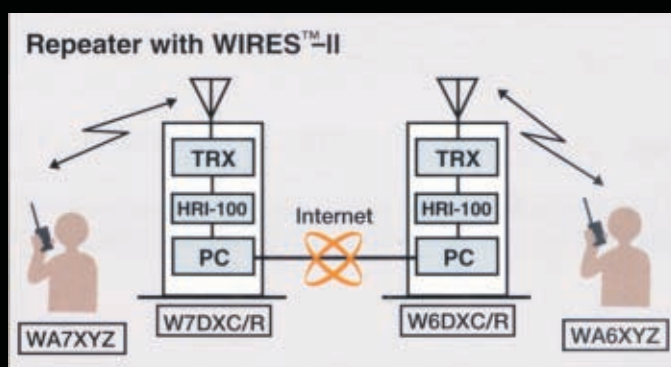 Repeater with WIRES™-II
TRX
HRI-100
PC
W7DXC/R
WA7XYZ
Internet
TRX
HRI-100
PC
W6DXC/R
WA6XYZ